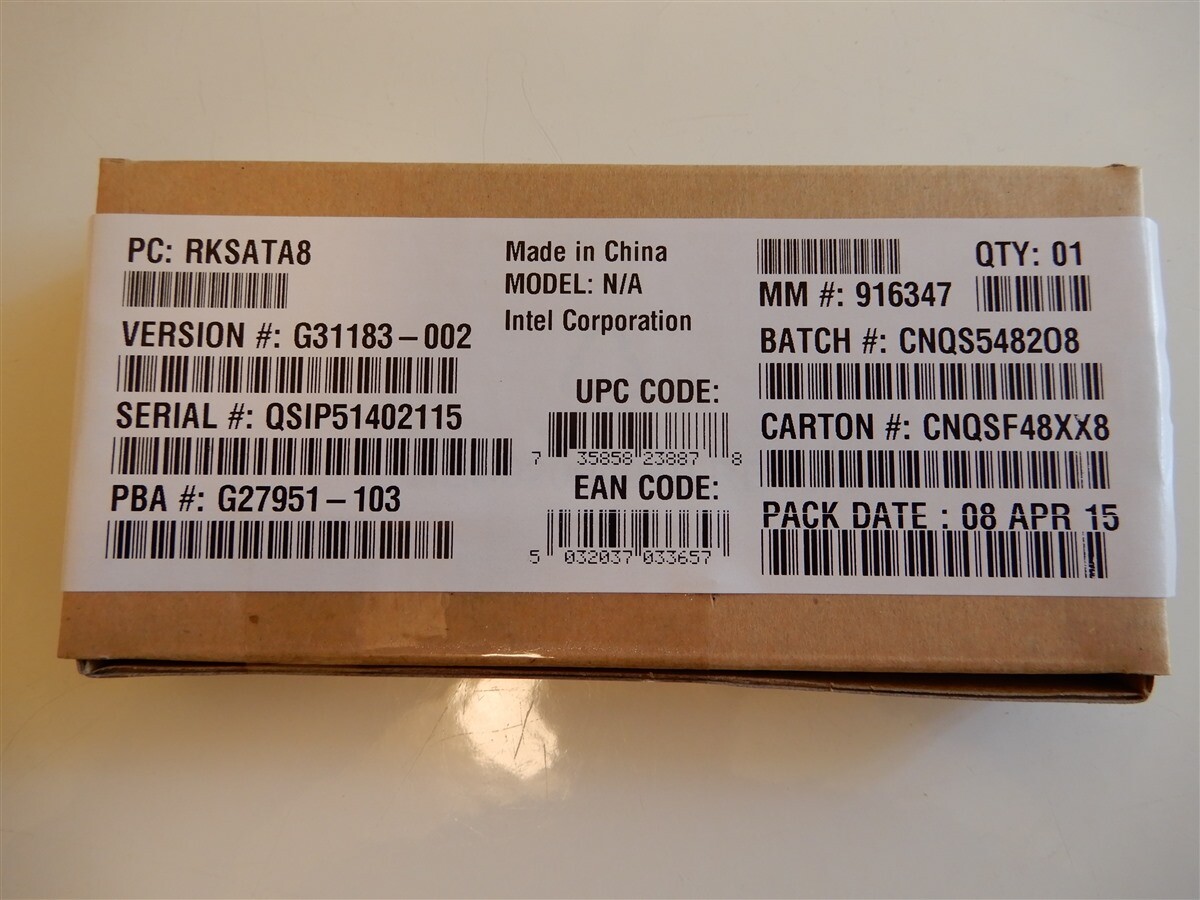 PC: RKSATA8
VERSION #: G31183-002
SERIAL #: QSIP51402115
PBA #: G27951-103
Made in China
MODEL: N/A
Intel Corporation
UPC CODE:
7 35858 23887 8
EAN CODE:
5 032037 033657
QTY: 01
MM #: 916347
BATCH #: CNQS5482O8
CARTON #: CNQSF48XX8
PACK DATE : 08 APR 15